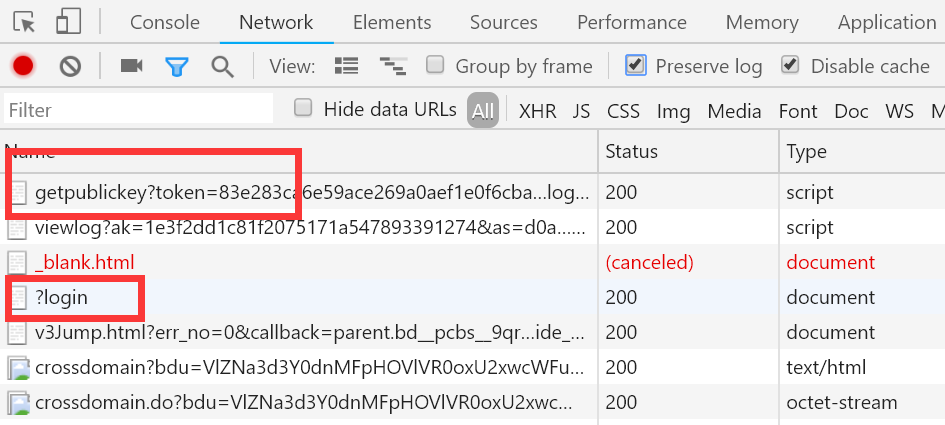 Console Network Elements Sources Performance Memory Application
View: Group by frame Preserve log Disable cache
Filter Hide data URLs All XHR JS CSS Img Media Font Doc WS M
Name Status Type
getpublickey?token=83e283ca6e59ace269a0aef1e0f6cba...log... 200 script
viewlog?ak=1e3f2dd1c81f2075171a547893391274&as=d0a...... 200 script
_blank.html (canceled) document
?login 200 document
v3Jump.html?err_no=0&callback=parent.bd__pcbs__9qr...ide_... 200 document
crossdomain?bdu=VlZNa3d3Y0dnMFpHOVlVR0oxU2xwcWFu... 200 text/html
crossdomain.do?bdu=VlZNa3d3Y0dnMFpHOVlVR0oxU2xwc... 200 octet-stream